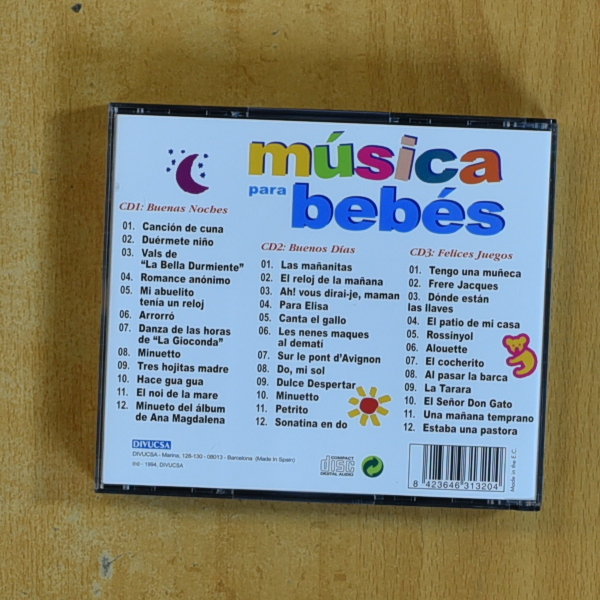 música
para
bebés
CD1: Buenas Noches
01. Canción de cuna
02. Duérmete niño
03. Vals de
“La Bella Durmiente”
04. Romance anónimo
05. Mi abuelito
tenía un reloj
06. Arrorró
07. Danza de las horas
de “La Gioconda”
08. Minuetto
09. Tres hojitas madre
10. Hace gua gua
11. El noi de la mare
12. Minueto del álbum
de Ana Magdalena
CD2: Buenos Días
01. Las mañanitas
02. El reloj de la mañana
03. Ah! vous dirai-je, maman
04. Para Elisa
05. Canta el gallo
06. Les nenes maques
al dematí
07. Sur le pont d'Avignon
08. Do, mi sol
09. Dulce Despertar
10. Minuetto
11. Petrito
12. Sonatina en do
CD3: Felices Juegos
01. Tengo una muñeca
02. Frere Jacques
03. Dónde están
las llaves
04. El patio de mi casa
05. Rossinyol
06. Alouette
07. El cocherito
08. Al pasar la barca
09. La Tarara
10. El Señor Don Gato
11. Una mañana temprano
12. Estaba una pastora
DIVUCSA
DIVUCSA - Marina, 128-130 - 08013 - Barcelona (Made in Spain)
1994, DIVUCSA
COMPACT
disc
DIGITAL AUDIO
8 423646 313204
Made in the E.C.